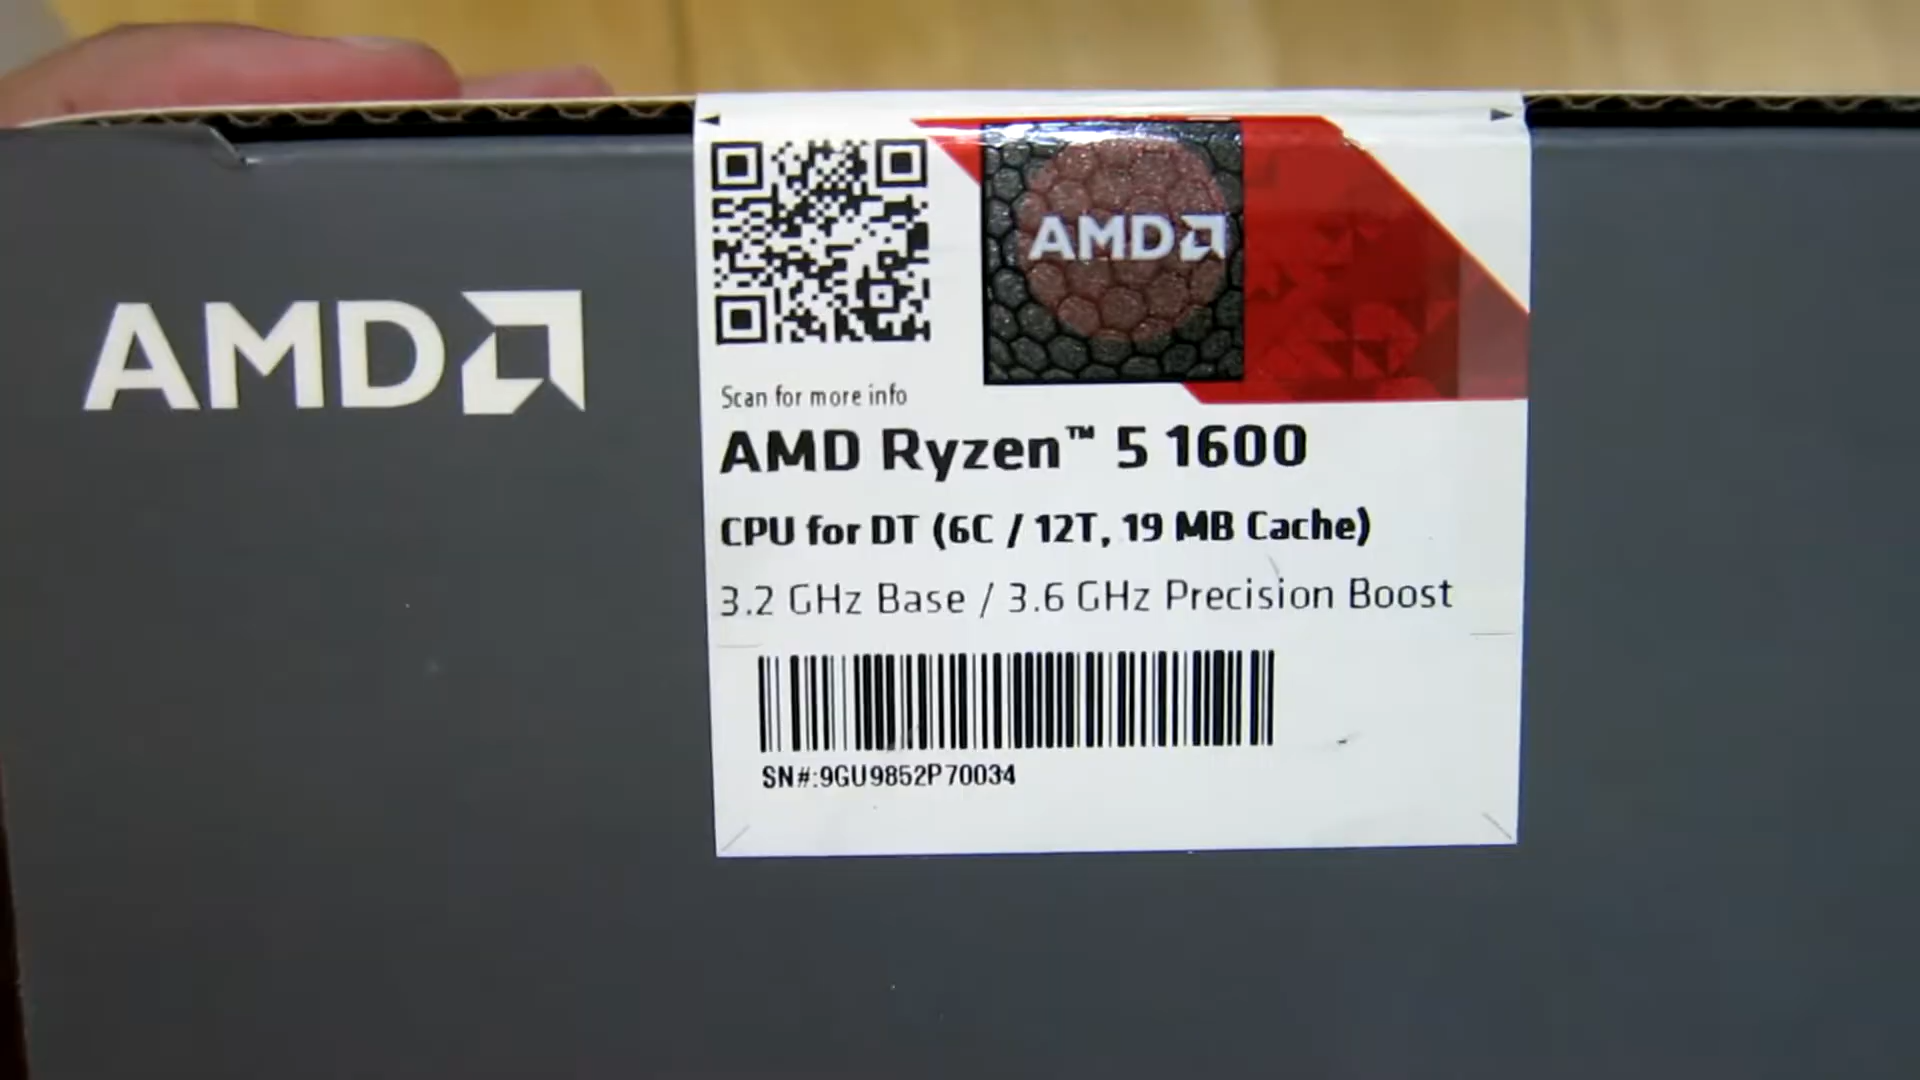 AMD
AMD
Scan for more info
AMD Ryzen™ 5 1600
CPU for DT (6C / 12T, 19 MB Cache)
3.2 GHz Base / 3.6 GHz Precision Boost
SN#:9GU9852P70034